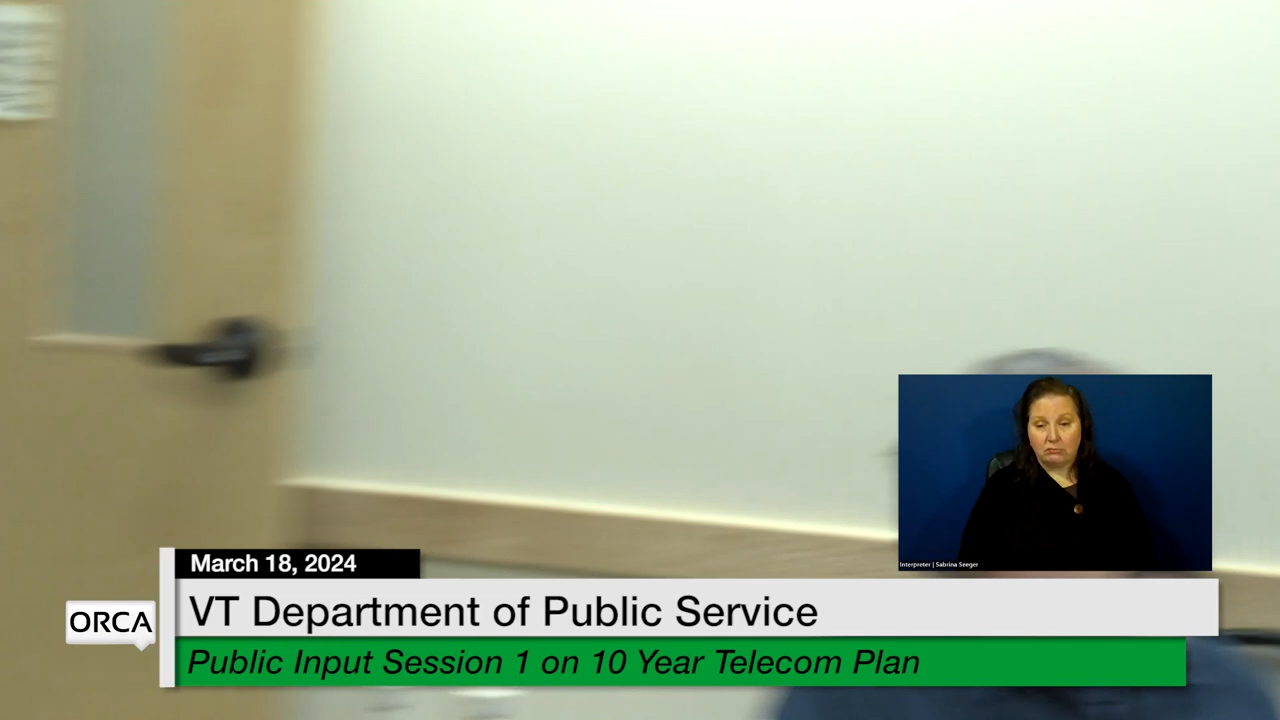 Interpreter | Sabrina Seeger
March 18, 2024
VT Department of Public Service
ORCA
Public Input Session 1 on 10 Year Telecom Plan